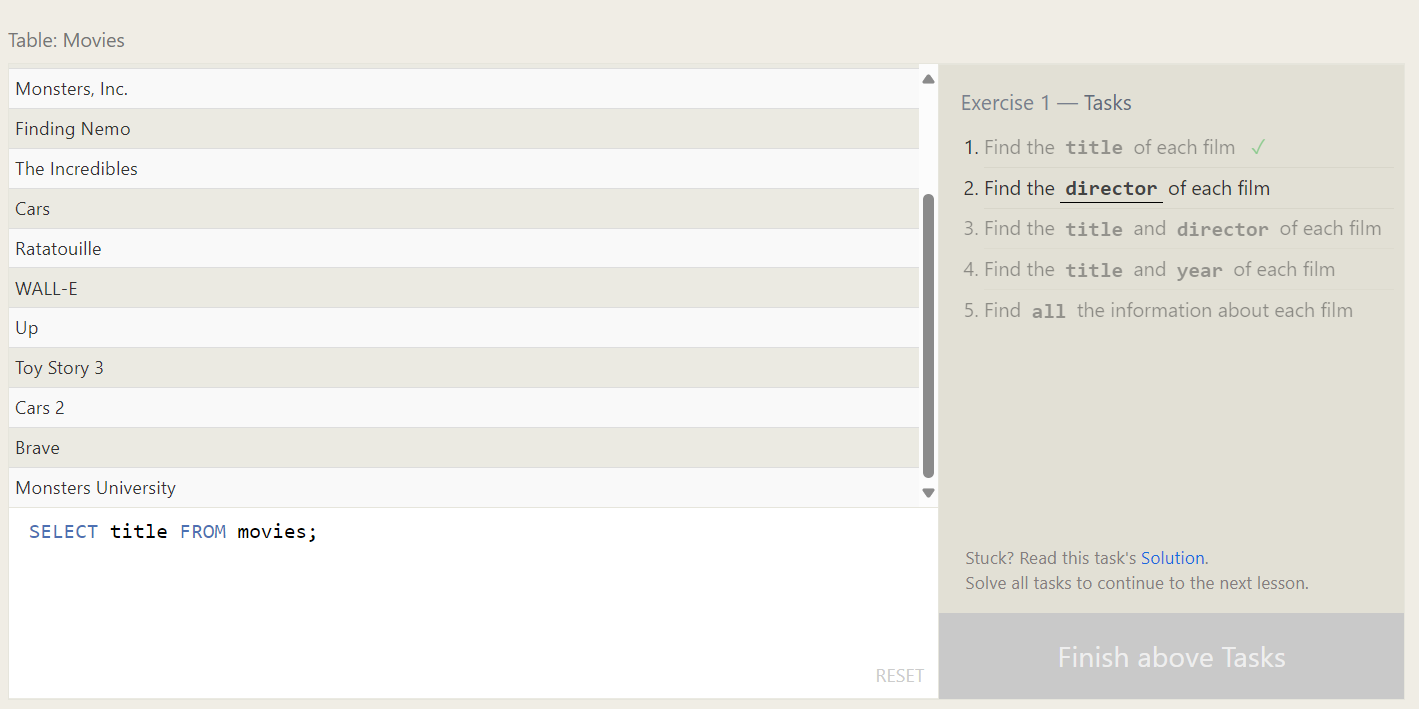 Table: Movies
Monsters, Inc.
Finding Nemo
The Incredibles
Cars
Ratatouille
WALL-E
Up
Toy Story 3
Cars 2
Brave
Monsters University
SELECT title FROM movies;
RESET
Exercise 1 — Tasks
1. Find the title of each film ✓
2. Find the director of each film
3. Find the title and director of each film
4. Find the title and year of each film
5. Find all the information about each film
Stuck? Read this task's Solution.
Solve all tasks to continue to the next lesson.
Finish above Tasks